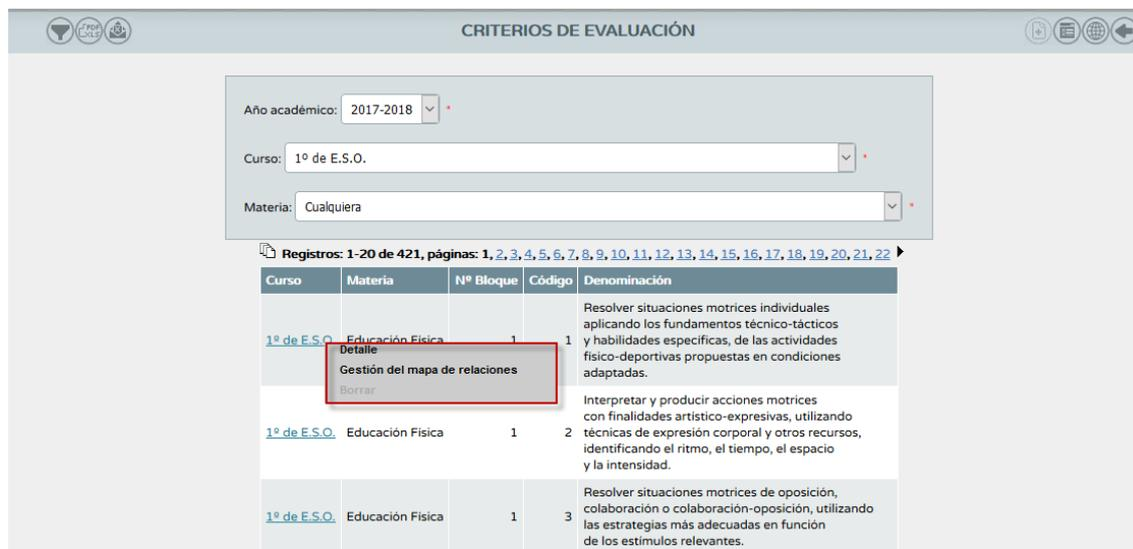 PDF
XLS
CRITERIOS DE EVALUACIÓN
Año académico: 2017-2018 *
Curso: 1º de E.S.O. *
Materia: Cualquiera *
Registros: 1-20 de 421, páginas: 1, 2, 3, 4, 5, 6, 7, 8, 9, 10, 11, 12, 13, 14, 15, 16, 17, 18, 19, 20, 21, 22
Curso Materia Nº Bloque Código Denominación
Resolver situaciones motrices individuales
aplicando los fundamentos técnico-tácticos
1º de E.S.O. Educación Física 1 1 y habilidades específicas, de las actividades
físico-deportivas propuestas en condiciones
adaptadas.
Detalle
Gestión del mapa de relaciones
Borrar
Interpretar y producir acciones motrices
con finalidades artístico-expresivas, utilizando
1º de E.S.O. Educación Física 1 2 técnicas de expresión corporal y otros recursos,
identificando el ritmo, el tiempo, el espacio
y la intensidad.
Resolver situaciones motrices de oposición,
colaboración o colaboración-oposición, utilizando
1º de E.S.O. Educación Física 1 3 las estrategias más adecuadas en función
de los estímulos relevantes.